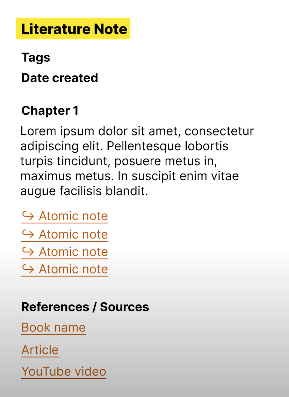 Literature Note
Tags
Date created
Chapter 1
Lorem ipsum dolor sit amet, consectetur
adipiscing elit. Pellentesque lobortis
turpis tincidunt, posuere metus in,
maximus metus. In suscipit enim vitae
augue facilisis blandit.
↪ Atomic note
↪ Atomic note
↪ Atomic note
↪ Atomic note
References / Sources
Book name
Article
YouTube video